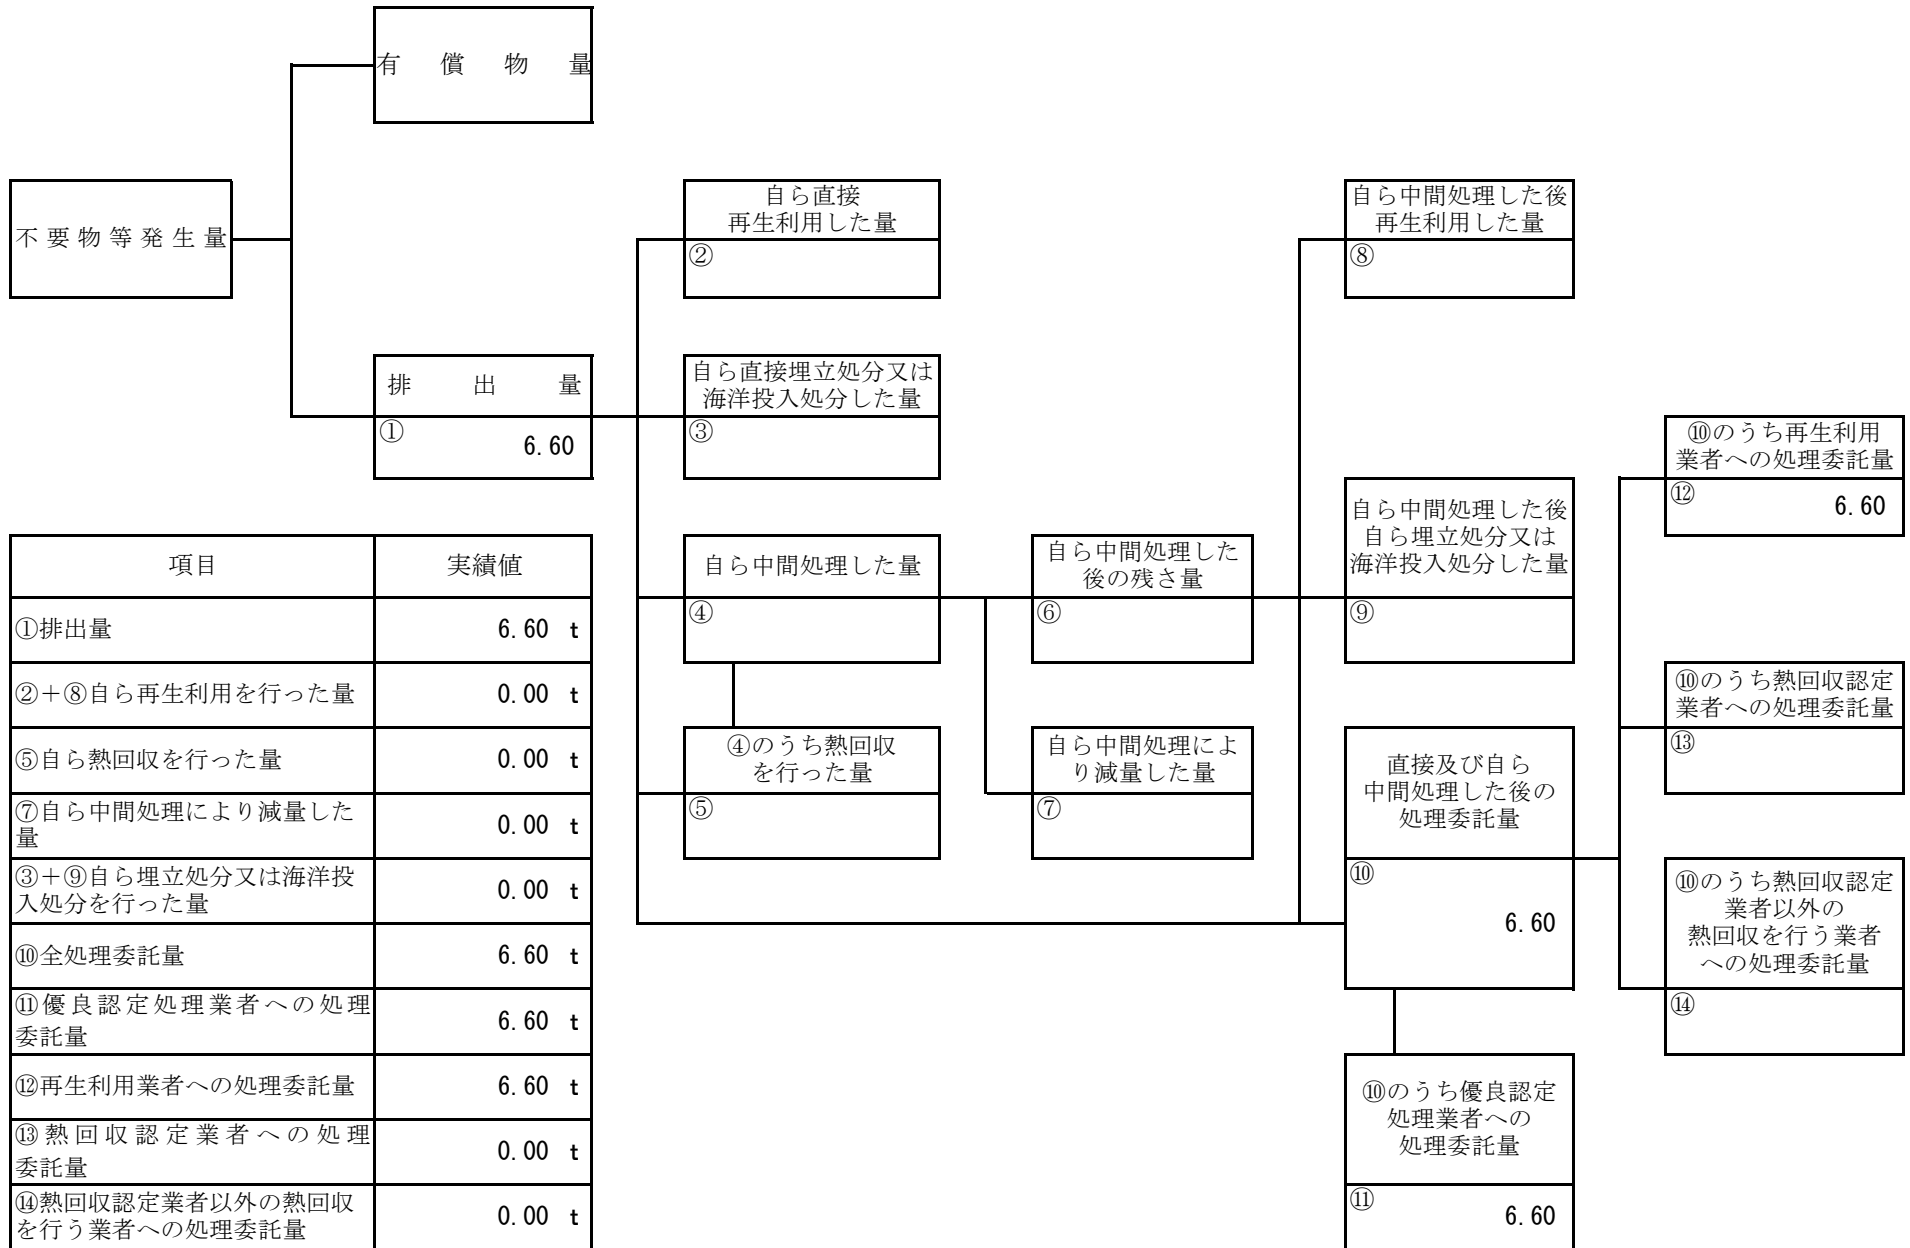 有償物量
不要物等発生量
自ら直接
再生利用した量
②
自ら中間処理した後
再生利用した量
⑧
排出量
①
6.60
自ら直接埋立処分又は
海洋投入処分した量
③
⑩のうち再生利用
業者への処理委託量
⑫
6.60
自ら中間処理した量
④
自ら中間処理した
後の残さ量
⑥
自ら中間処理した後
自ら埋立処分又は
海洋投入処分した量
⑨
⑩のうち熱回収認定
業者への処理委託量
⑬
④のうち熱回収
を行った量
⑤
自ら中間処理によ
り減量した量
⑦
直接及び自ら
中間処理した後の
処理委託量
⑩
6.60
⑩のうち熱回収認定
業者以外の
熱回収を行う業者
への処理委託量
⑭
⑩のうち優良認定
処理業者への
処理委託量
⑪
6.60
項目 実績値
①排出量 6.60 t
②＋⑧自ら再生利用を行った量 0.00 t
⑤自ら熱回収を行った量 0.00 t
⑦自ら中間処理により減量した
量 0.00 t
③＋⑨自ら埋立処分又は海洋投
入処分を行った量 0.00 t
⑩全処理委託量 6.60 t
⑪優良認定処理業者への処理
委託量 6.60 t
⑫再生利用業者への処理委託量 6.60 t
⑬熱回収認定業者への処理
委託量 0.00 t
⑭熱回収認定業者以外の熱回収
を行う業者への処理委託量 0.00 t